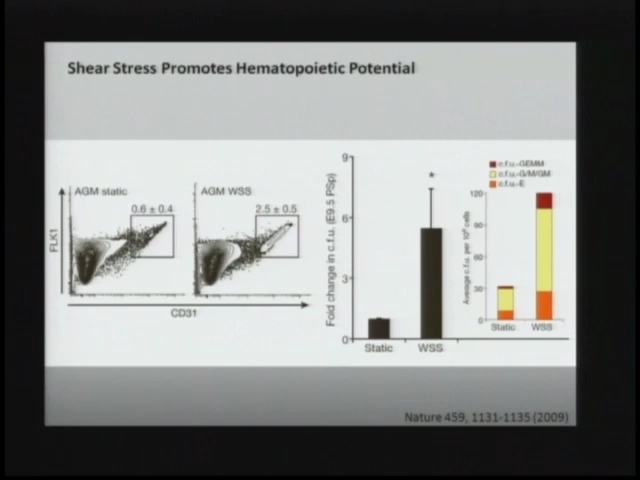 Shear Stress Promotes Hematopoietic Potential
AGM static
AGM WSS
0.6 ± 0.4
2.5 ± 0.5
FLK1
CD31
Fold change in c.f.u. (E9.5 PSp)
9
6
3
0
*
Static
WSS
c.f.u.-GEMM
c.f.u.-G/M/GM
c.f.u.-E
Average c.f.u. per 10⁵ cells
120
90
60
30
0
Static
WSS
Nature 459, 1131-1135 (2009)